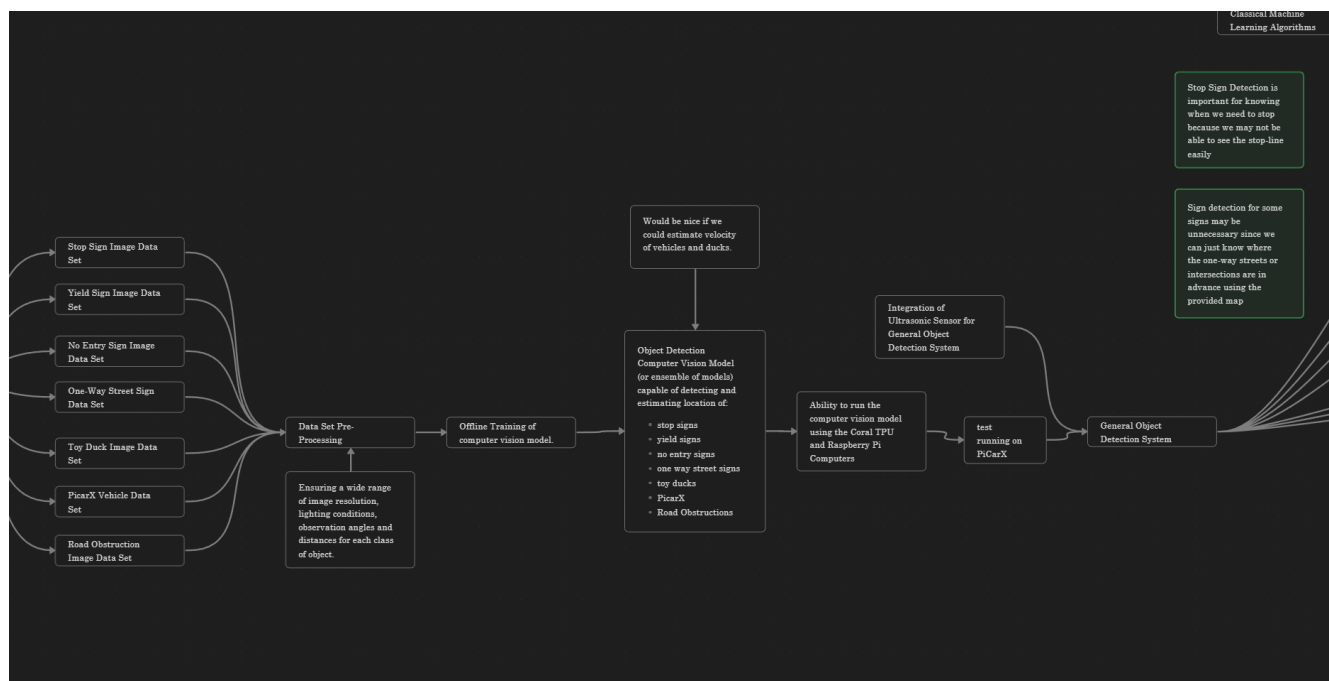 Classical Machine
Learning Algorithms
Stop Sign Detection is
important for knowing
when we need to stop
because we may not be
able to see the stop-line
easily
Sign detection for some
signs may be
unnecessary since we
can just know where
the one-way streets or
intersections are in
advance using the
provided map
Would be nice if we
could estimate velocity
of vehicles and ducks.
Stop Sign Image Data
Set
Yield Sign Image Data
Set
No Entry Sign Image
Data Set
One-Way Street Sign
Data Set
Toy Duck Image Data
Set
PicarX Vehicle Data
Set
Road Obstruction
Image Data Set
Data Set Pre-
Processing
Ensuring a wide range
of image resolution,
lighting conditions,
observation angles and
distances for each class
of object.
Offline Training of
computer vision model.
Object Detection
Computer Vision Model
(or ensemble of models)
capable of detecting and
estimating location of:
• stop signs
• yield signs
• no entry signs
• one way street signs
• toy ducks
• PicarX
• Road Obstructions
Ability to run the
computer vision model
using the Coral TPU
and Raspberry Pi
Computers
test
running on
PiCarX
Integration of
Ultrasonic Sensor for
General Object
Detection System
General Object
Detection System